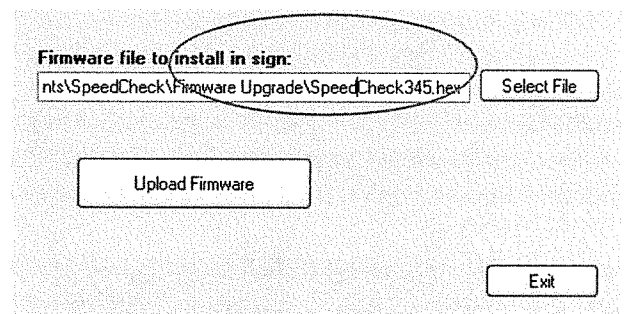 Firmware file to install in sign:
nts\SpeedCheck\Firmware Upgrade\SpeedCheck345.hex
Select File
Upload Firmware
Exit